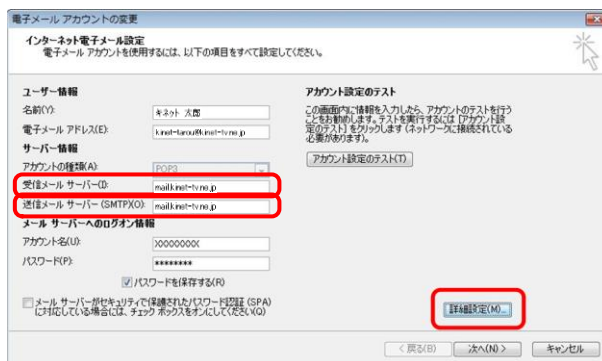 電子メール アカウントの変更
インターネット電子メール設定
電子メール アカウントを使用するには、以下の項目をすべて設定してください。
ユーザー情報
名前(Y):
キネット 太郎
電子メール アドレス(E):
kinet-tarou@kinet-tv.ne.jp
サーバー情報
アカウントの種類(A):
POP3
受信メール サーバー(I):
mail.kinet-tv.ne.jp
送信メール サーバー (SMTP)(O):
mail.kinet-tv.ne.jp
メール サーバーへのログオン情報
アカウント名(U):
XXXXXXXX
パスワード(P):
********
パスワードを保存する(R)
メール サーバーがセキュリティで保護されたパスワード認証 (SPA)
に対応している場合には、チェック ボックスをオンにしてください(Q)
アカウント設定のテスト
この画面内に情報を入力したら、アカウントのテストを行う
ことをお勧めします。テストを実行するには [アカウント設
定のテスト] をクリックします (ネットワークに接続されている
必要があります)。
アカウント設定のテスト(T)
詳細設定(M)...
< 戻る(B)
次へ(N) >
キャンセル